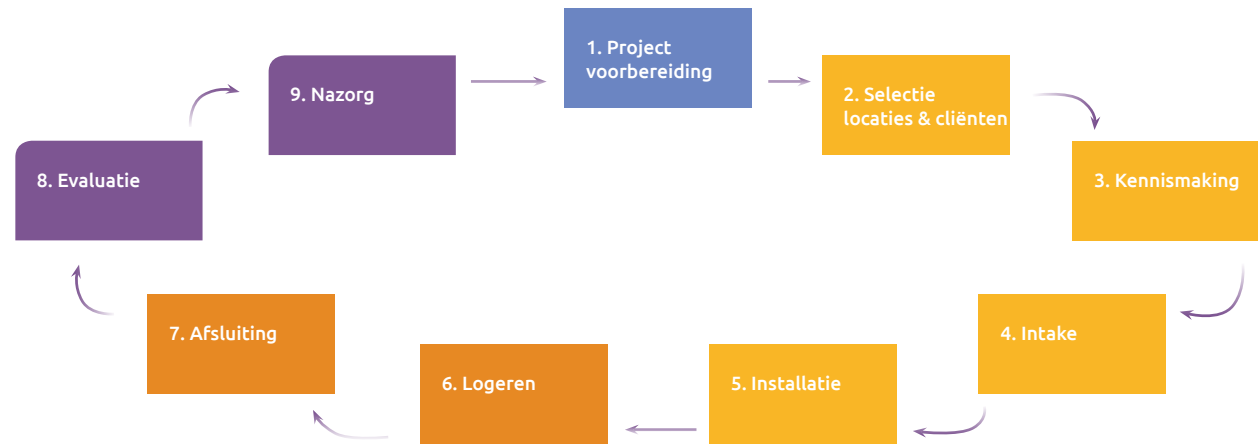 1. Project
voorbereiding
2. Selectie
locaties & cliënten
3. Kennismaking
4. Intake
5. Installatie
6. Logeren
7. Afsluiting
8. Evaluatie
9. Nazorg